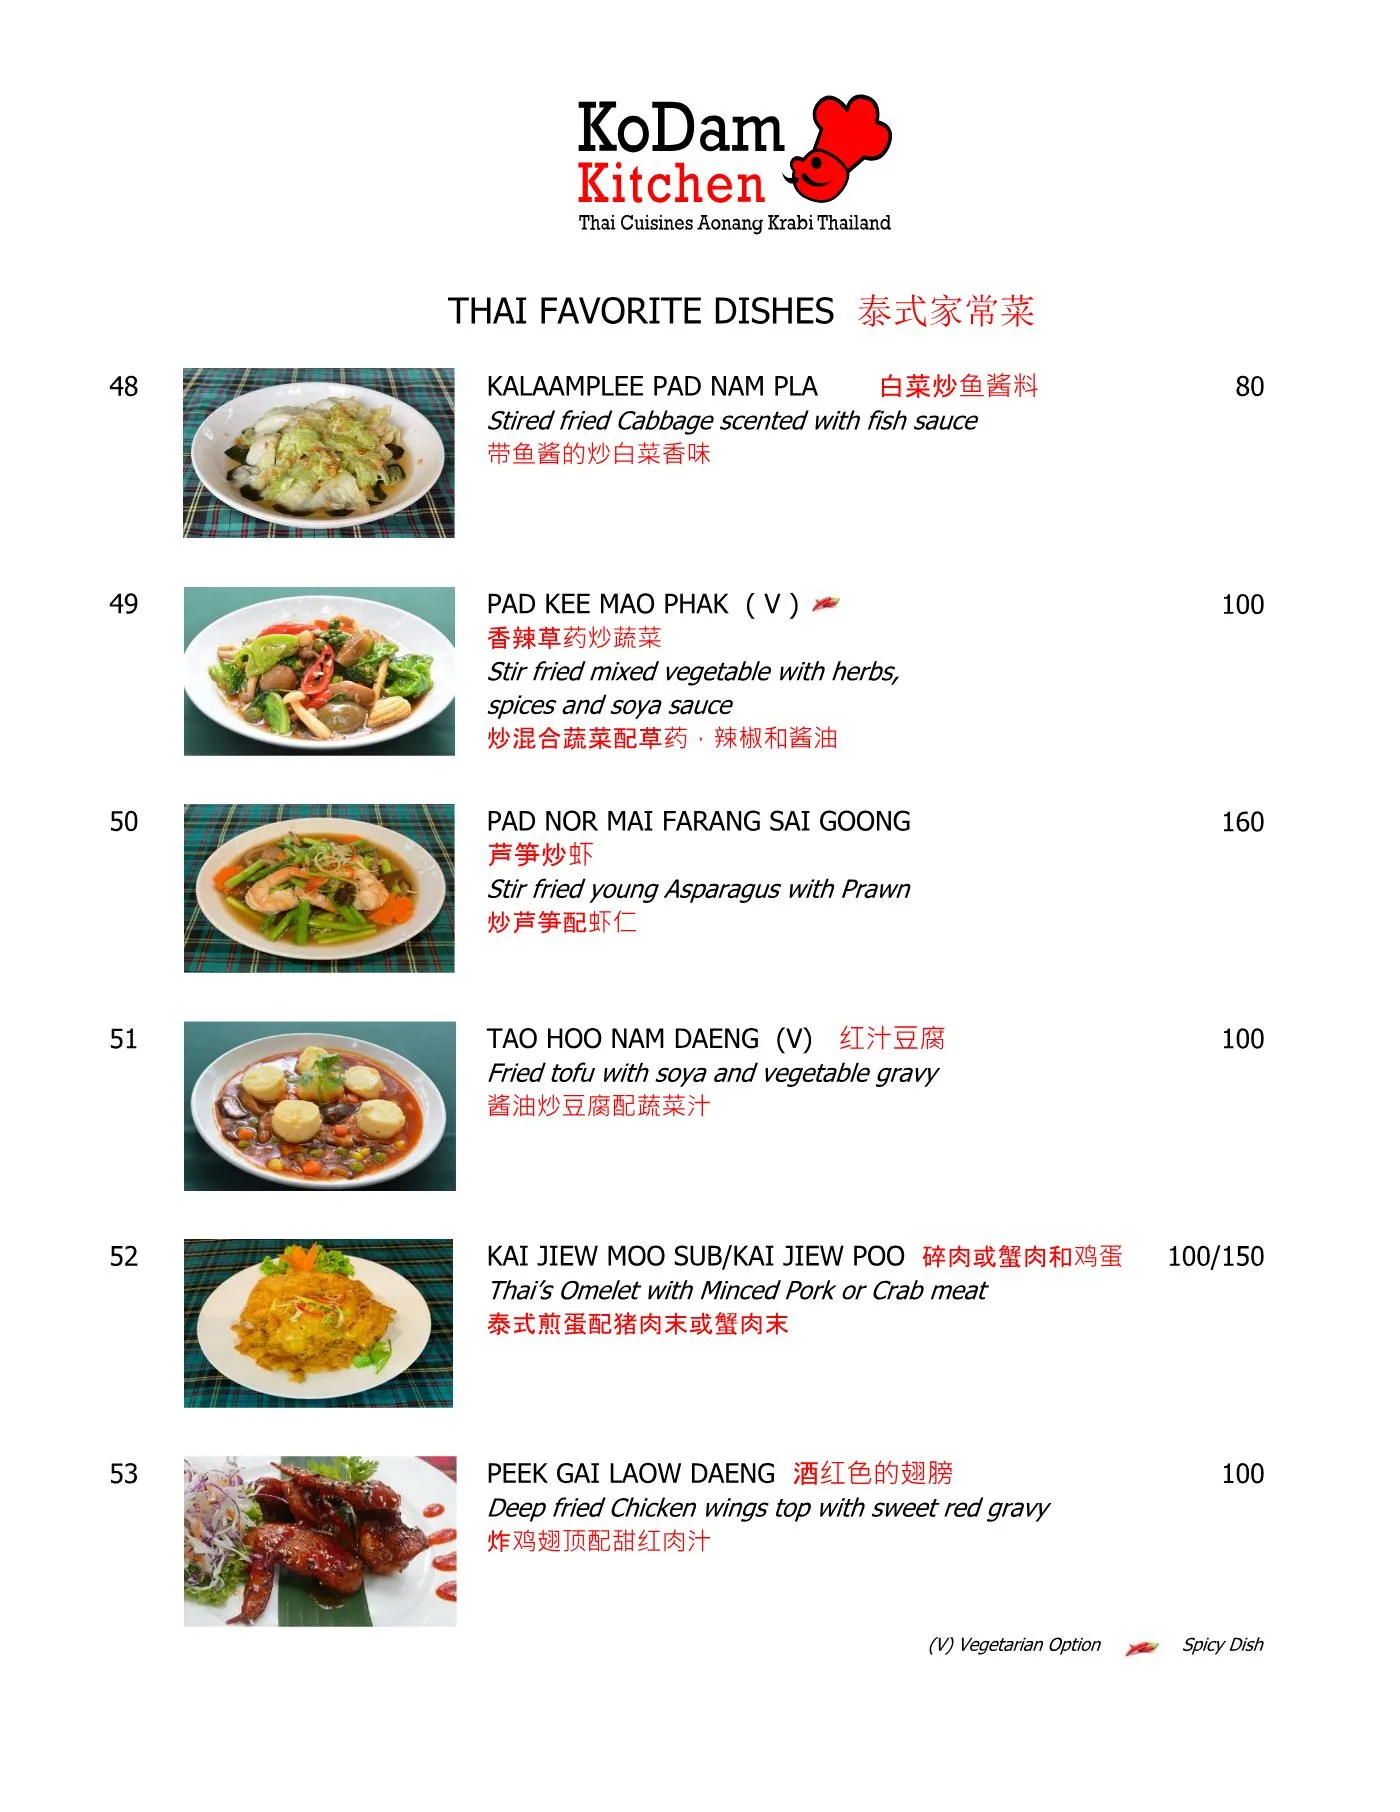 KoDam
Kitchen
Thai Cuisines Aonang Krabi Thailand
THAI FAVORITE DISHES 泰式家常菜
48 KALAAMPLEE PAD NAM PLA 白菜炒鱼酱料 80
Stired fried Cabbage scented with fish sauce
带鱼酱的炒白菜香味
49 PAD KEE MAO PHAK ( V ) 100
香辣草药炒蔬菜
Stir fried mixed vegetable with herbs,
spices and soya sauce
炒混合蔬菜配草药，辣椒和酱油
50 PAD NOR MAI FARANG SAI GOONG 160
芦笋炒虾
Stir fried young Asparagus with Prawn
炒芦笋配虾仁
51 TAO HOO NAM DAENG (V) 红汁豆腐 100
Fried tofu with soya and vegetable gravy
酱油炒豆腐配蔬菜汁
52 KAI JIEW MOO SUB/KAI JIEW POO 碎肉或蟹肉和鸡蛋 100/150
Thai’s Omelet with Minced Pork or Crab meat
泰式煎蛋配猪肉末或蟹肉末
53 PEEK GAI LAOW DAENG 酒红色的翅膀 100
Deep fried Chicken wings top with sweet red gravy
炸鸡翅顶配甜红肉汁
(V) Vegetarian Option Spicy Dish